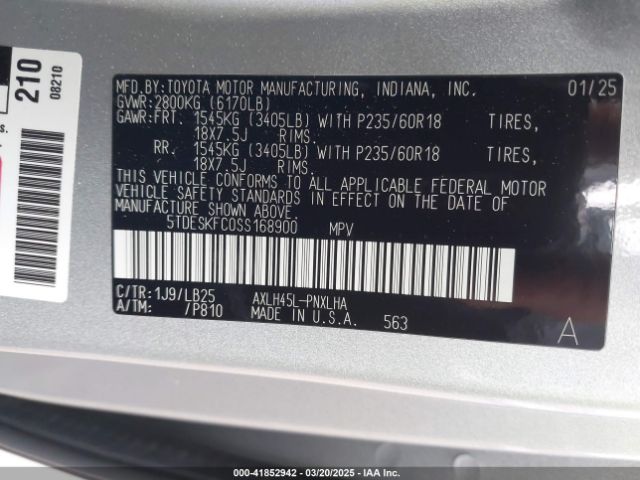 210
08210
s.
MFD.BY:TOYOTA MOTOR MANUFACTURING, INDIANA, INC. 01/25
GVWR:2800KG (6170LB)
GAWR:FRT. 1545KG (3405LB) WITH P235/60R18 TIRES,
18X7.5J RIMS.
RR. 1545KG (3405LB) WITH P235/60R18 TIRES,
18X7.5J RIMS.
THIS VEHICLE CONFORMS TO ALL APPLICABLE FEDERAL MOTOR
VEHICLE SAFETY STANDARDS IN EFFECT ON THE DATE OF
MANUFACTURE SHOWN ABOVE.
5TDESKFC0SS168900 MPV
C/TR:1J9/LB25 AXLH45L-PNXLHA
A/TM: /P810 MADE IN U.S.A. 563 A
000-41852942 / 03/20/2025 - IAA Inc.